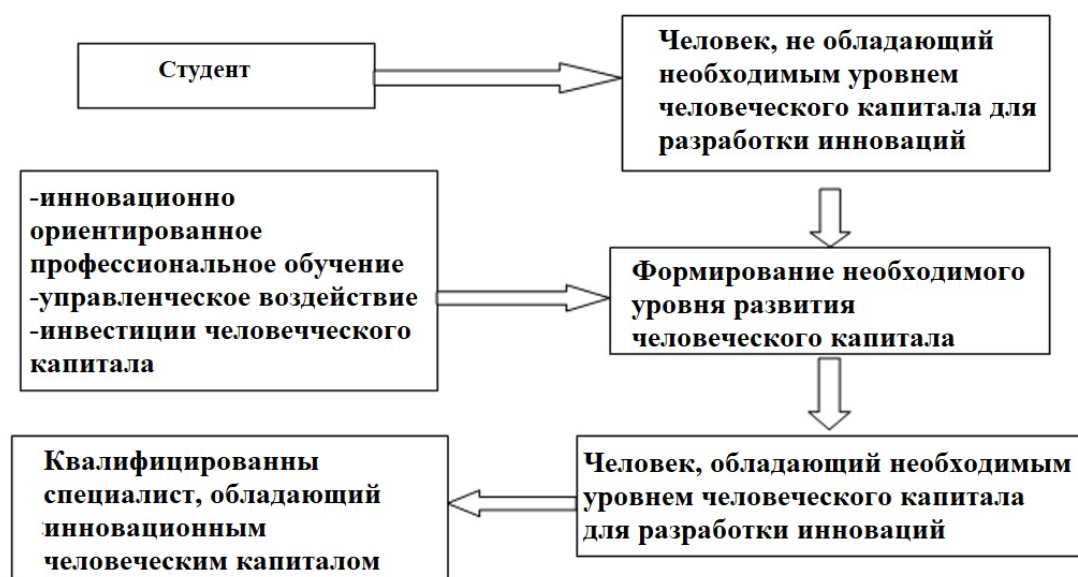 Студент
Человек, не обладающий
необходимым уровнем
человеческого капитала для
разработки инноваций
-инновационно
ориентированное
профессиональное обучение
-управленческое воздействие
-инвестиции человечческого
капитала
Формирование необходимого
уровня развития
человеческого капитала
Человек, обладающий необходимым
уровнем человеческого капитала
для разработки инноваций
Квалифицированны
специалист, обладающий
инновационным
человеческим капиталом